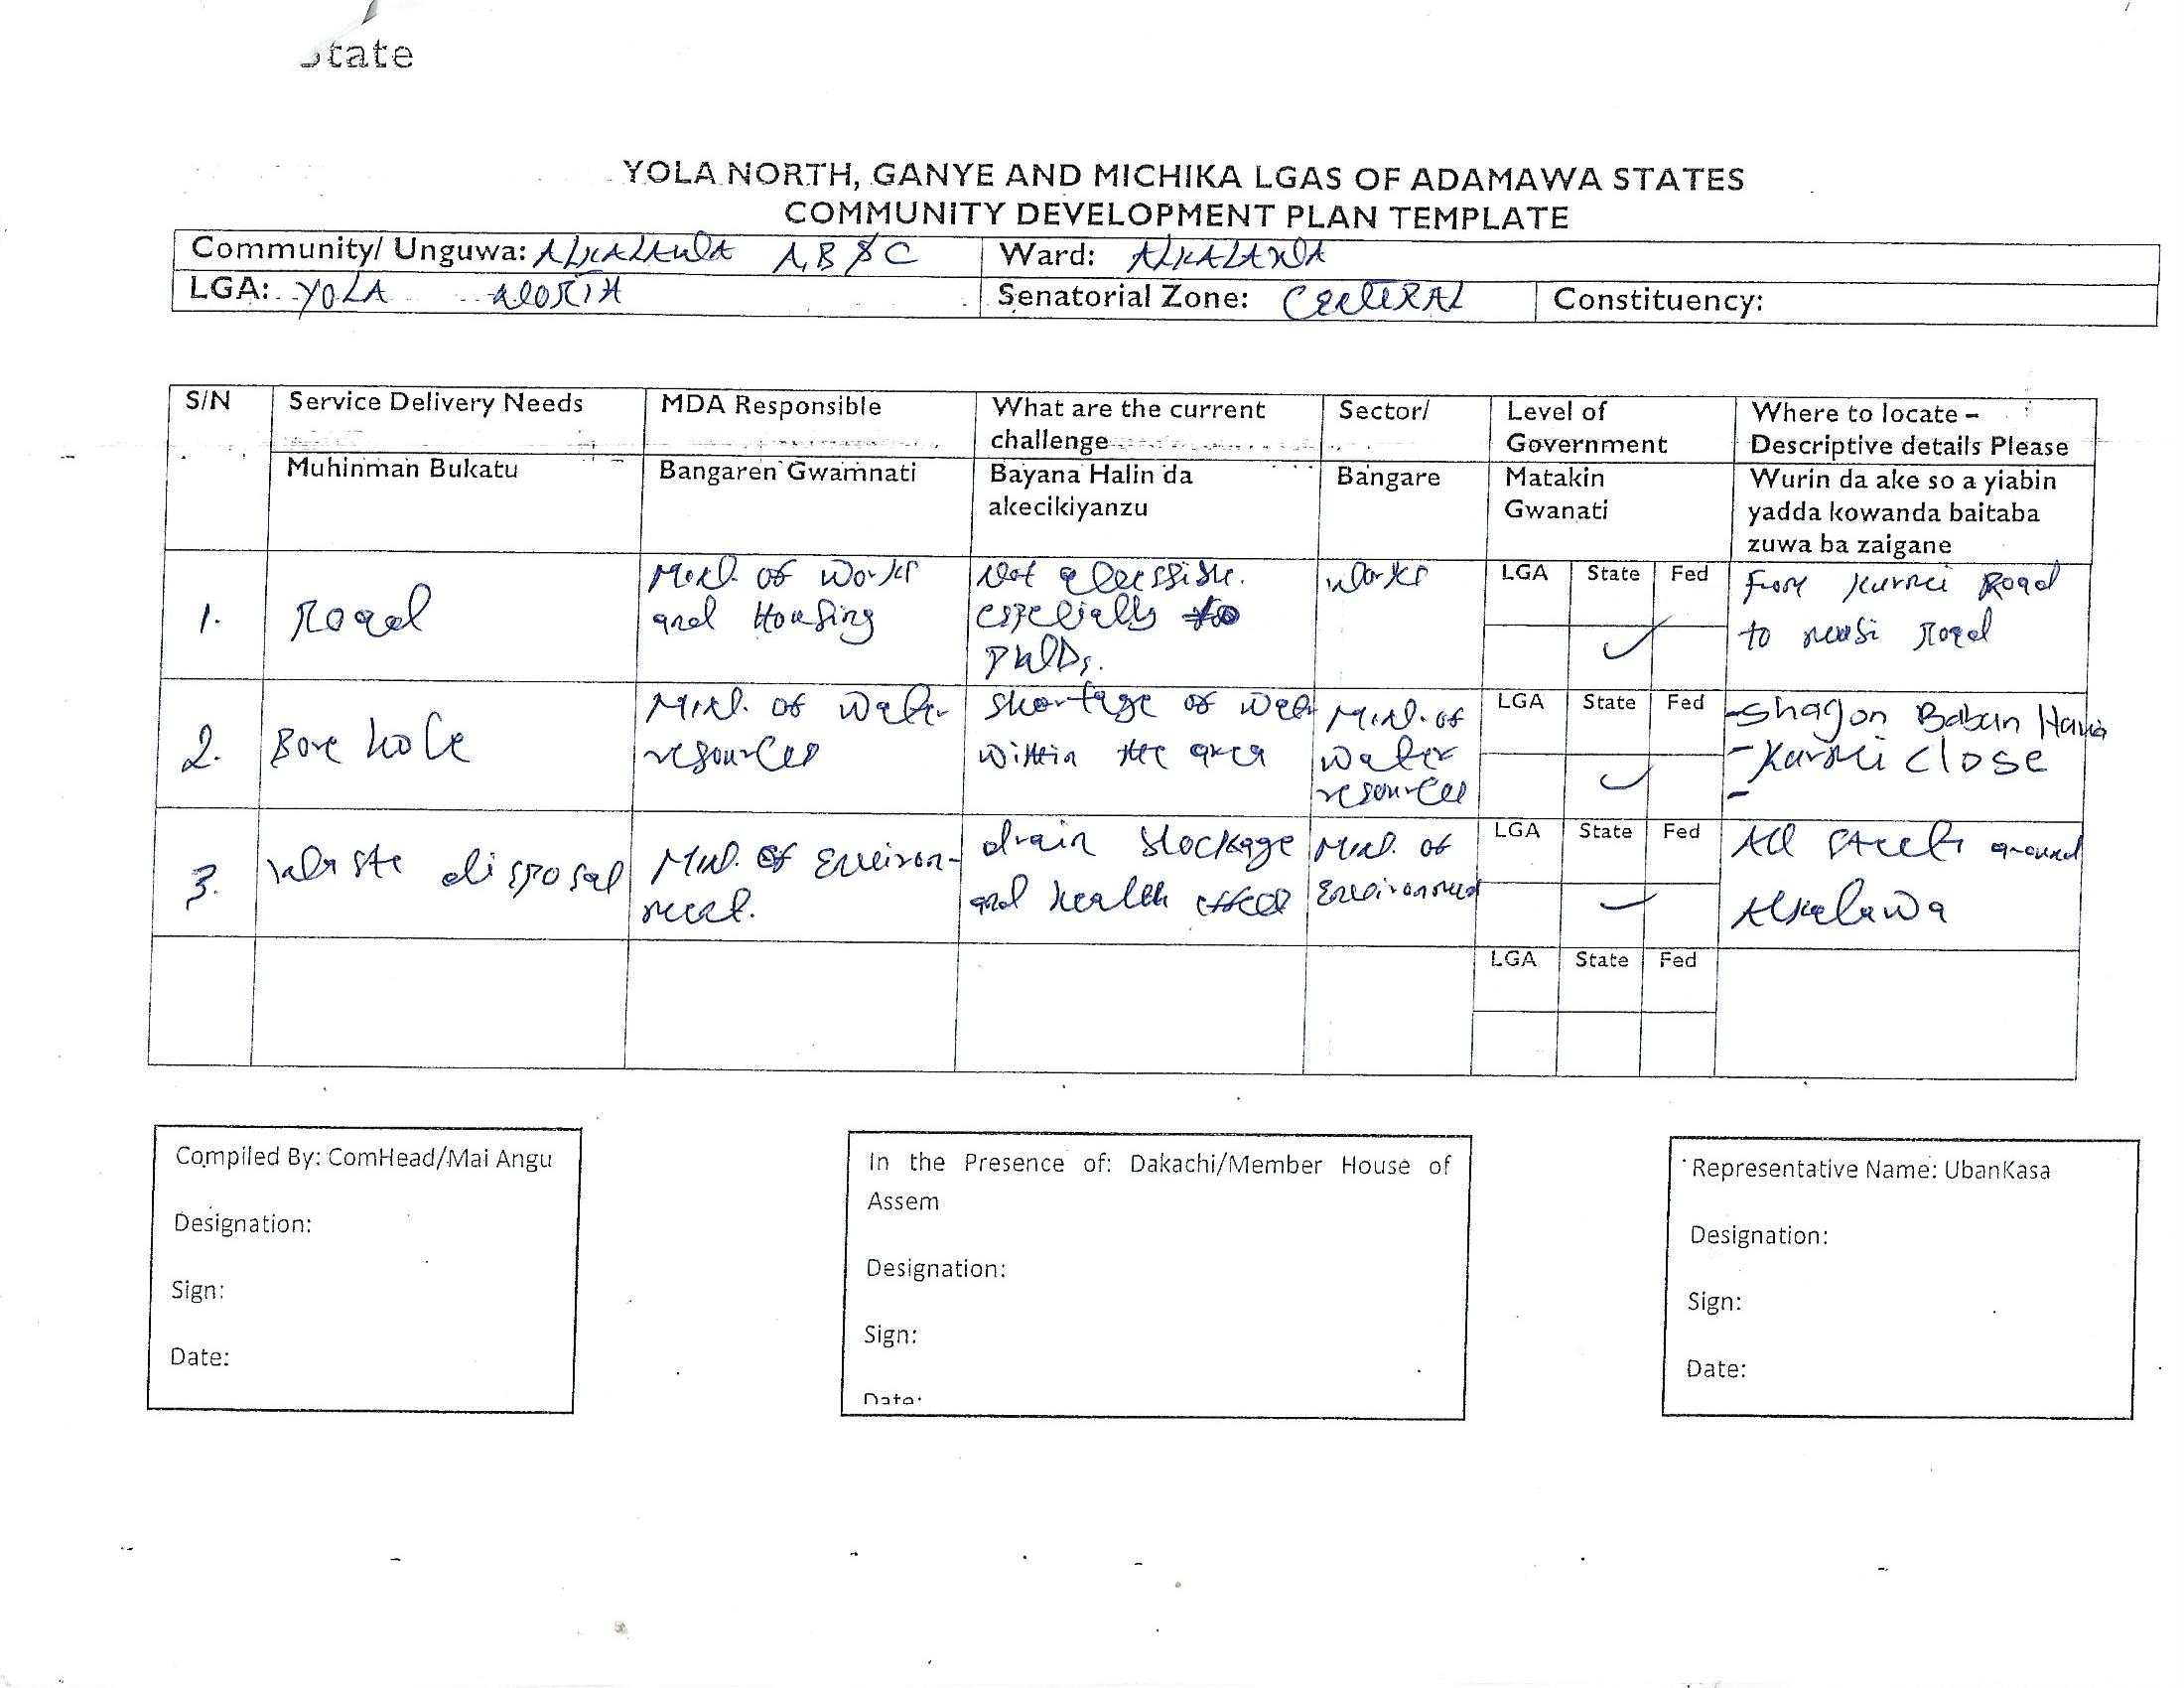 State
YOLA NORTH, GANYE AND MICHIKA LGAS OF ADAMAWA STATES
COMMUNITY DEVELOPMENT PLAN TEMPLATE
Community/ Unguwa: ALKALAWA A, B & C Ward: ALKALAWA
LGA: YOLA NORTH Senatorial Zone: CENTRAL Constituency:
S/N Service Delivery Needs MDA Responsible What are the current challenge Sector/ Level of Government Where to locate – Descriptive details Please
Muhinman Bukatu Bangaren Gwamnati Bayana Halin da akecikiyanzu Bangare Matakin Gwanati Wurin da ake so a yiabin yadda kowanda baitaba zuwa ba zaigane
1. Road Min. of Works and Housing Not accessible. especially to PWDs. Works LGA State Fed ✓ From Kurmi Road to Road
2. Bore hole Min. of Water resources Shortage of water within the area Min. of Water resources LGA State Fed ✓ - Shagon Baban Hawa - Kurmi Close -
3. Waste disposal Min. of Environment. drain blockage and health effect Min. of Environment LGA State Fed ✓ All streets around Alkalawa
LGA State Fed
Compiled By: ComHead/Mai Angu
Designation:
Sign:
Date:
In the Presence of: Dakachi/Member House of
Assem
Designation:
Sign:
Date:
Representative Name: UbanKasa
Designation:
Sign:
Date: